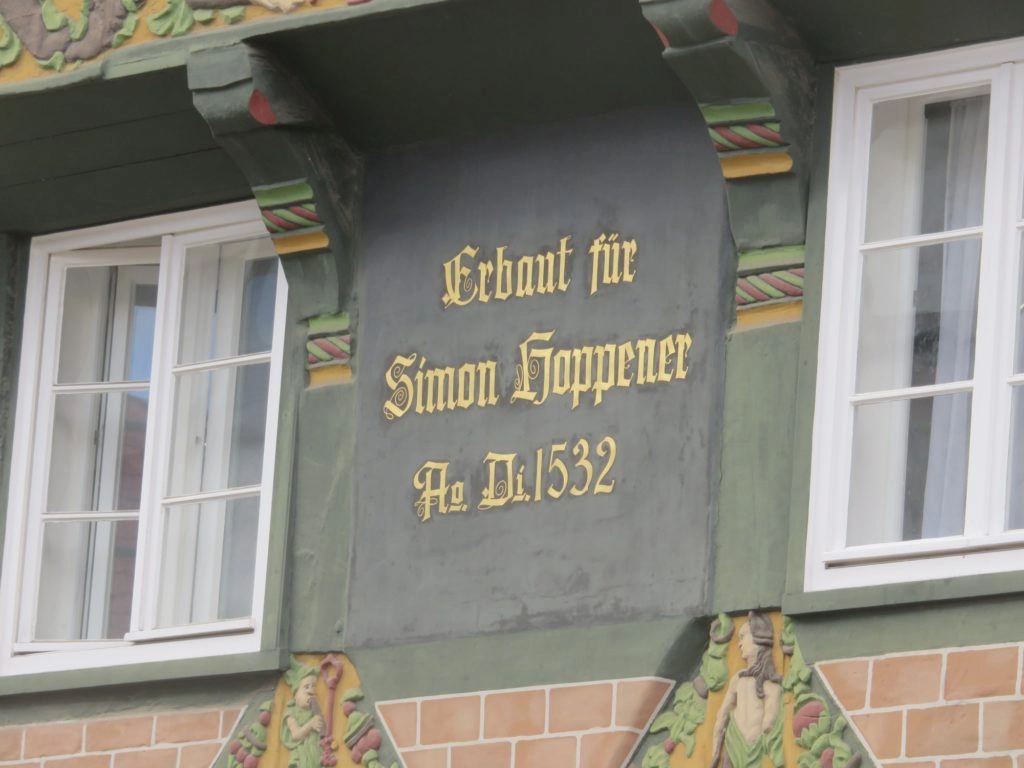 Erbaut für
Simon Hoppener
Ao. Di. 1532